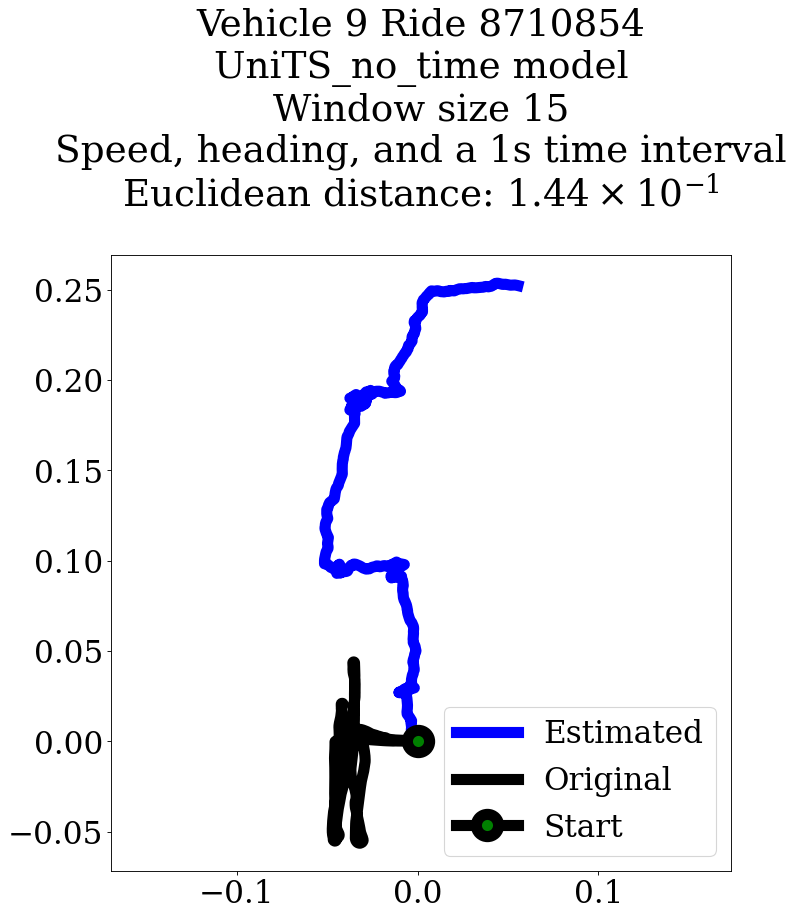 Vehicle 9 Ride 8710854
UniTS_no_time model
Window size 15
Speed, heading, and a 1s time interval
Euclidean distance: 1.44 × 10⁻¹
0.25
0.20
0.15
0.10
0.05
0.00
−0.05
−0.1
0.0
0.1
Estimated
Original
Start